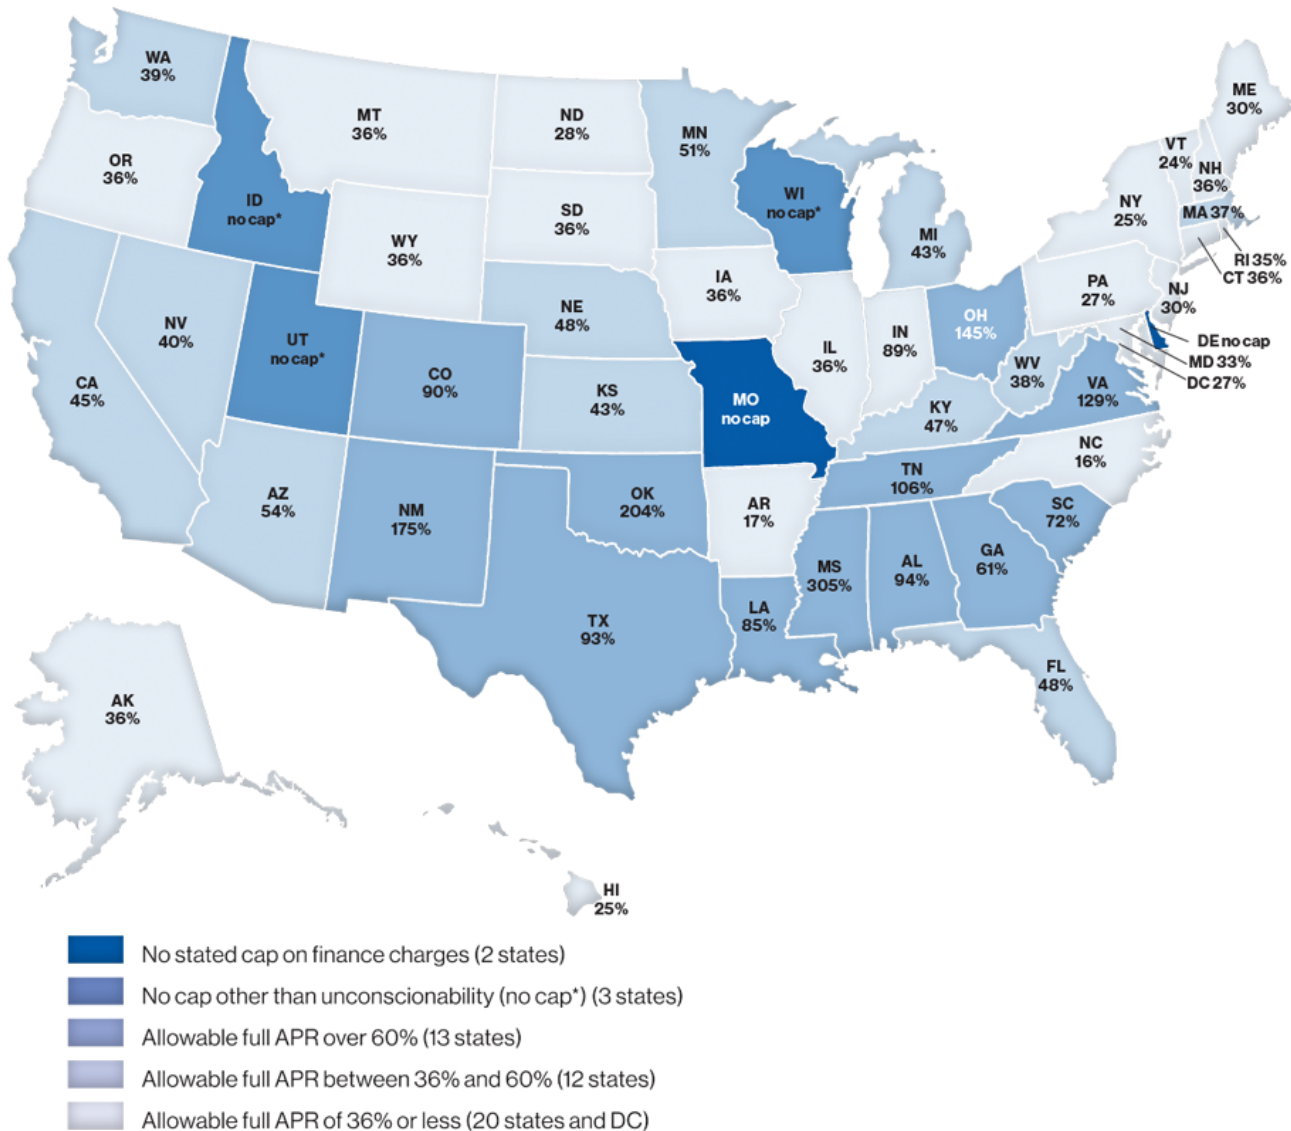 WA
39%
MT
36%
ND
28%
MN
51%
ME
30%
OR
36%
ID
no cap*
SD
36%
WI
no cap*
VT
24%
NH
36%
NY
25%
MA 37%
WY
36%
MI
43%
RI 35%
CT 36%
IA
36%
PA
27%
NJ
30%
NV
40%
UT
no cap*
NE
48%
OH
145%
IL
36%
IN
89%
DE no cap
MD 33%
DC 27%
CA
45%
CO
90%
KS
43%
MO
no cap
WV
38%
VA
129%
KY
47%
NC
16%
AZ
54%
NM
175%
OK
204%
AR
17%
TN
106%
SC
72%
MS
305%
AL
94%
GA
61%
TX
93%
LA
85%
FL
48%
AK
36%
HI
25%
No stated cap on finance charges (2 states)
No cap other than unconscionability (no cap*) (3 states)
Allowable full APR over 60% (13 states)
Allowable full APR between 36% and 60% (12 states)
Allowable full APR of 36% or less (20 states and DC)